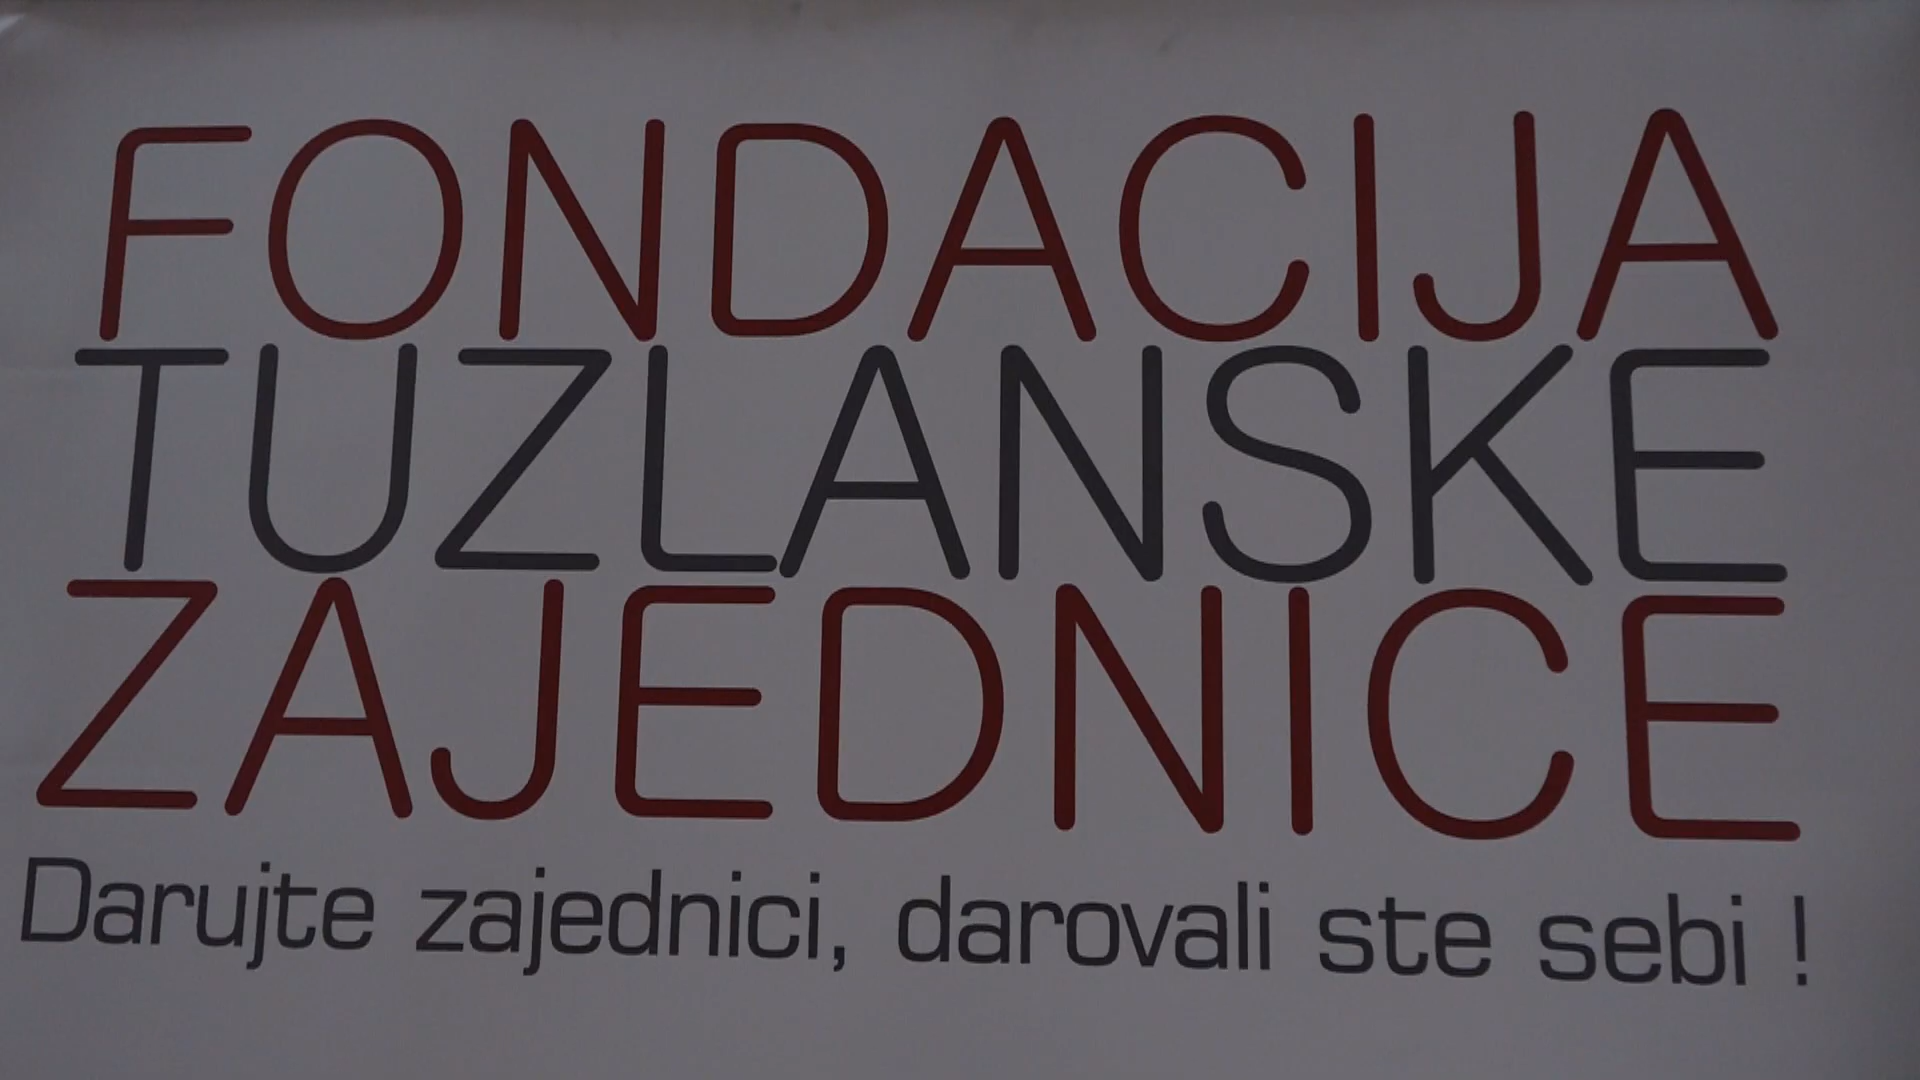 FONDACIJA
TUZLANSKE
ZAJEDNICE
Darujte zajednici, darovali ste sebi !